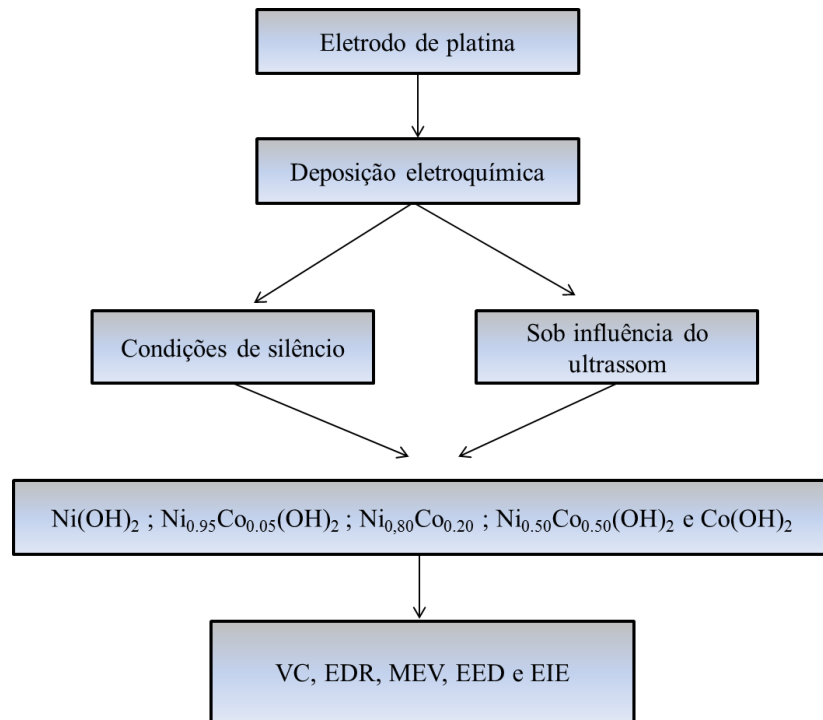 Eletrodo de platina
Deposição eletroquímica
Condições de silêncio
Sob influência do
ultrassom
Ni(OH)₂ ; Ni₀.₉₅Co₀.₀₅(OH)₂ ; Ni₀,₈₀Co₀.₂₀ ; Ni₀.₅₀Co₀.₅₀(OH)₂ e Co(OH)₂
VC, EDR, MEV, EED e EIE